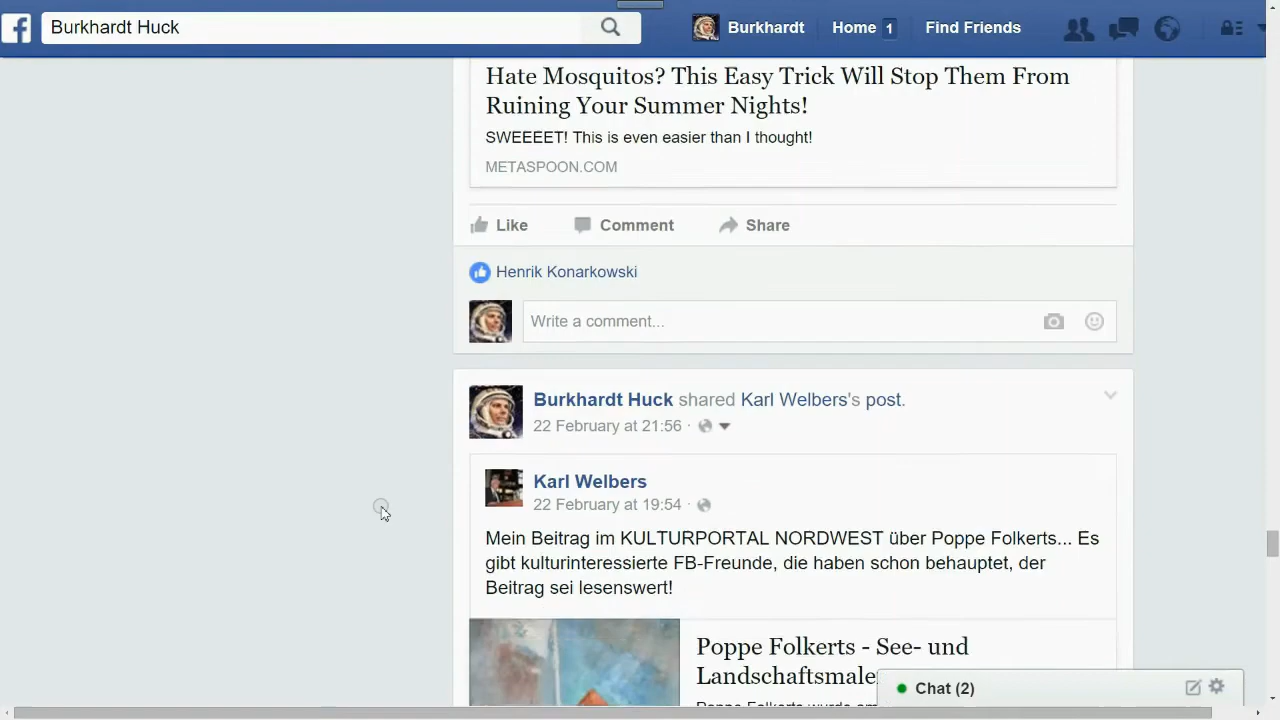 Burkhardt Huck
Burkhardt
Home 1
Find Friends
Hate Mosquitos? This Easy Trick Will Stop Them From
Ruining Your Summer Nights!
SWEEEET! This is even easier than I thought!
METASPOON.COM
Like
Comment
Share
Henrik Konarkowski
Write a comment...
Burkhardt Huck shared Karl Welbers's post.
22 February at 21:56 ·
Karl Welbers
22 February at 19:54 ·
Mein Beitrag im KULTURPORTAL NORDWEST über Poppe Folkerts... Es
gibt kulturinteressierte FB-Freunde, die haben schon behauptet, der
Beitrag sei lesenswert!
Poppe Folkerts - See- und
Landschaftsmale
Chat (2)